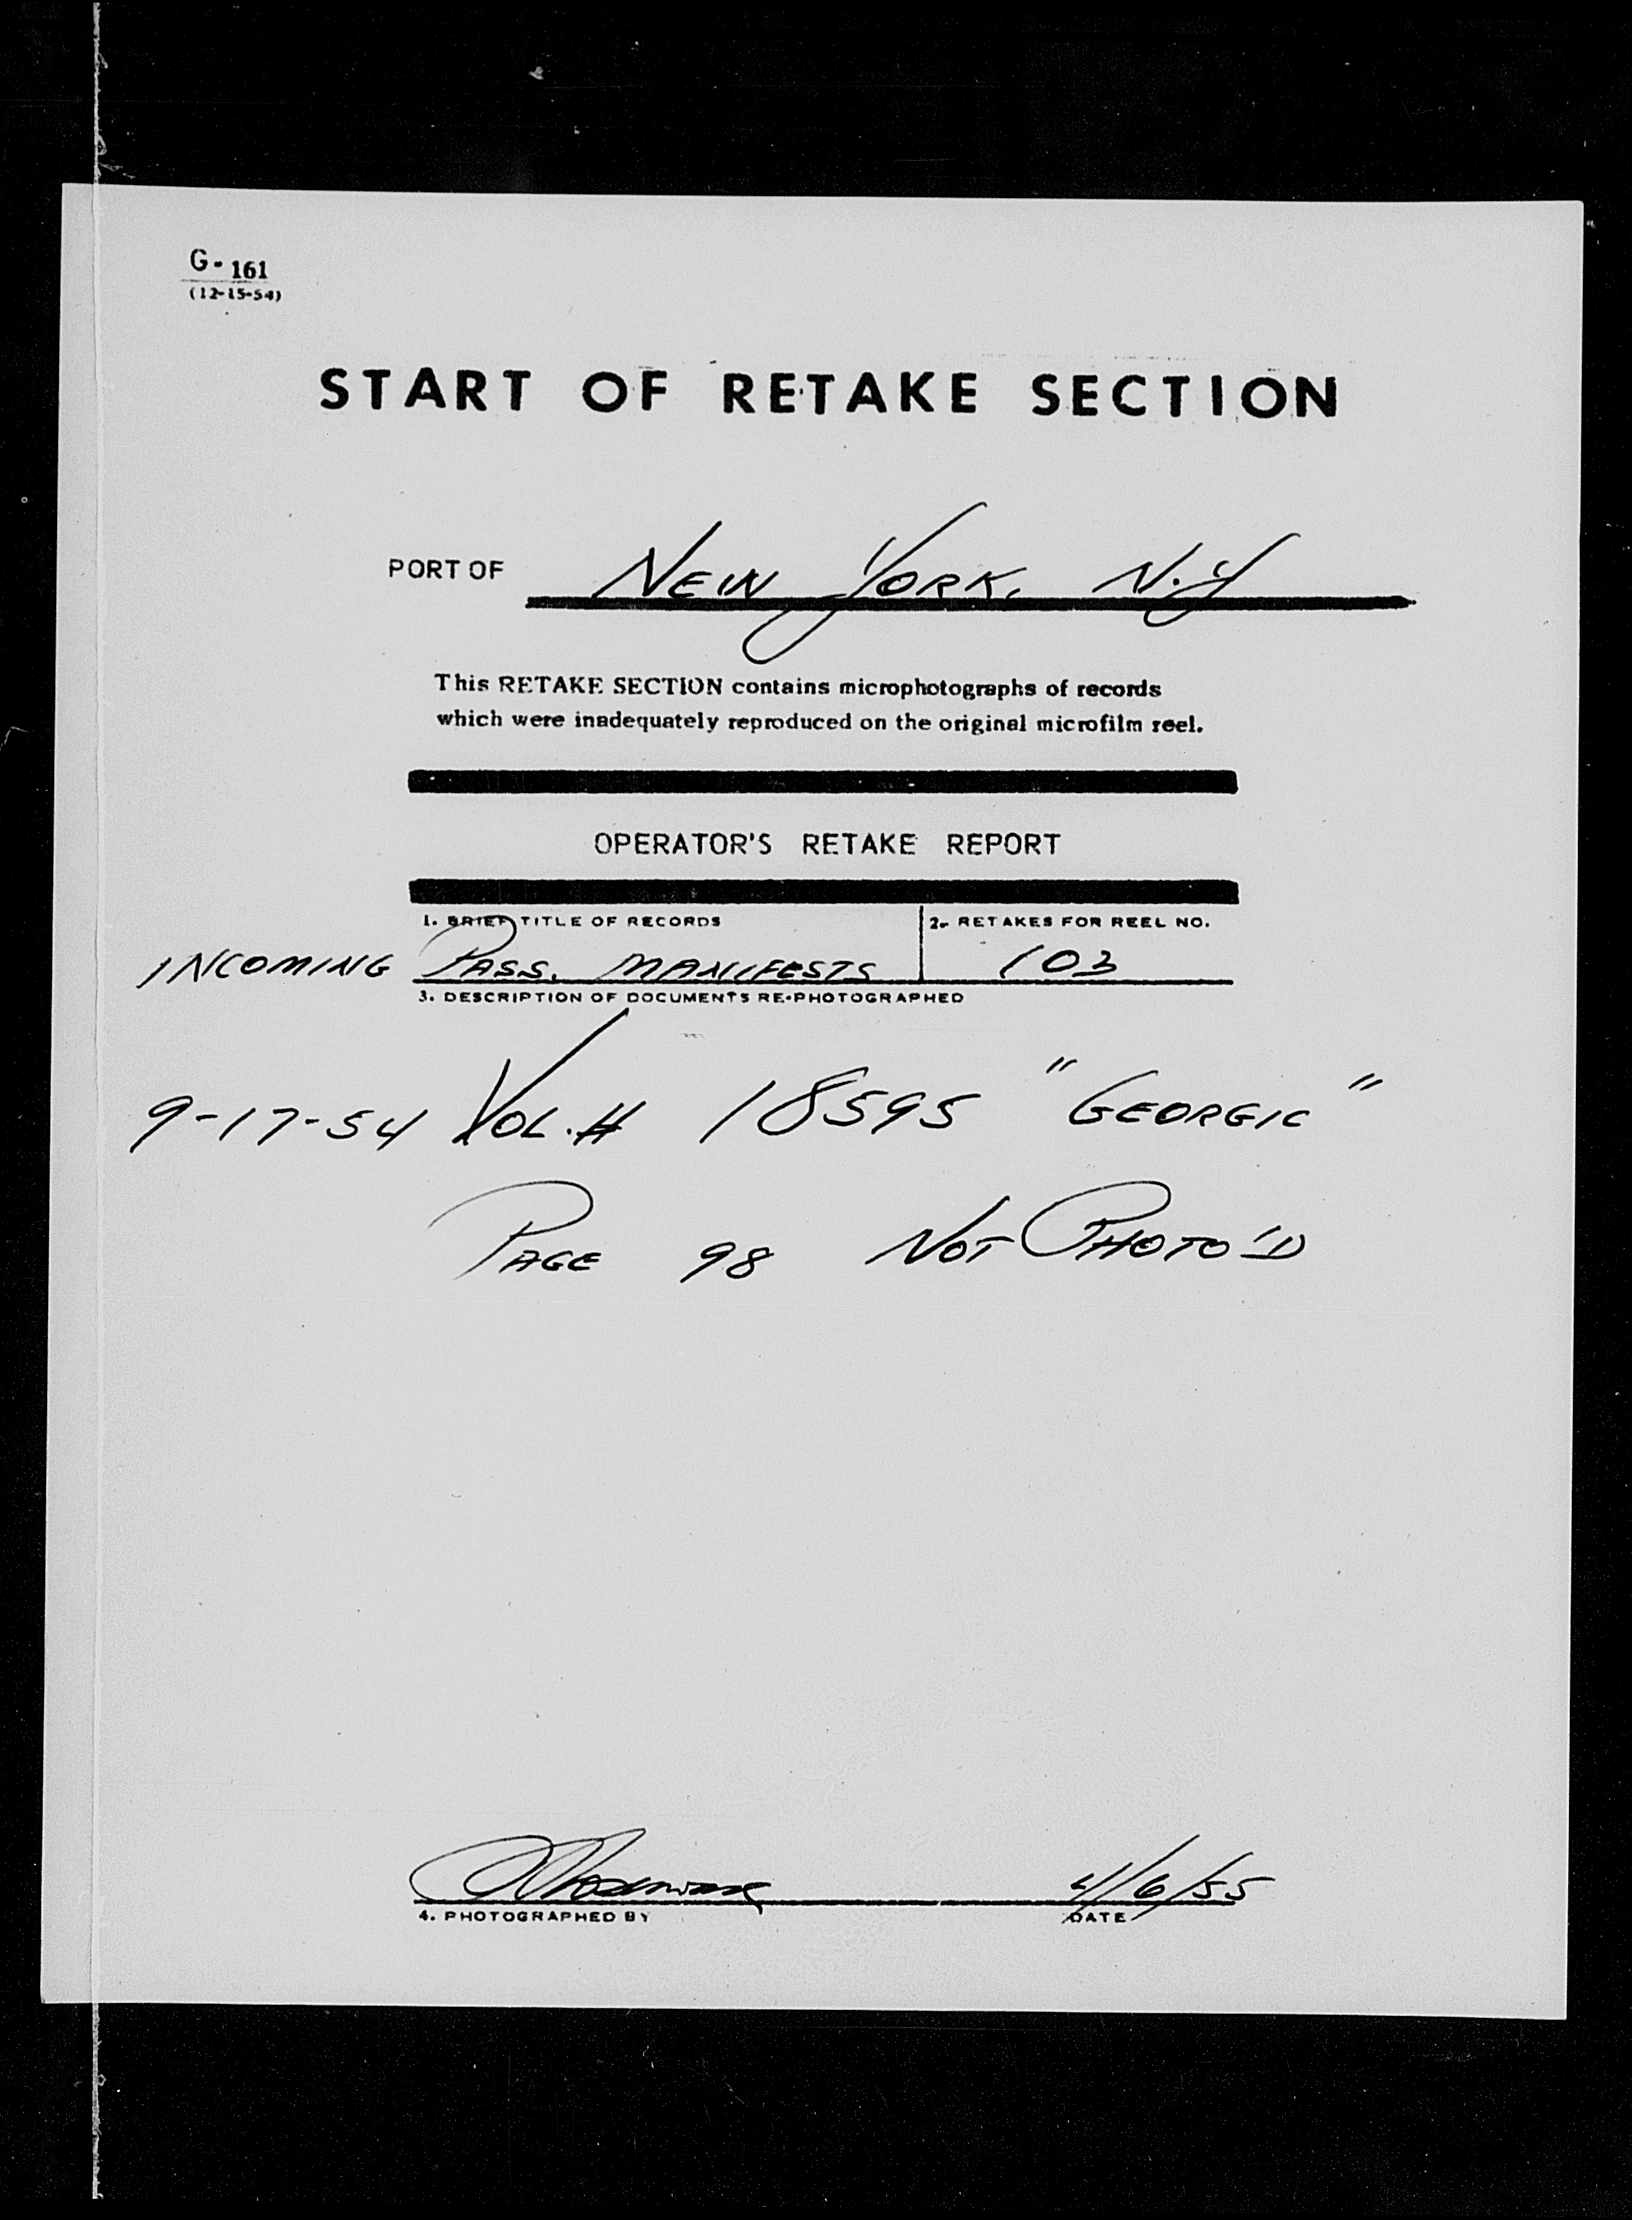 G-161
(12-15-54)
START OF RETAKE SECTION
PORT OF NEW YORK, N.Y
This RETAKE SECTION contains microphotographs of records
which were inadequately reproduced on the original microfilm reel.
OPERATOR'S RETAKE REPORT
1. BRIEF TITLE OF RECORDS 2. RETAKES FOR REEL NO.
INCOMING PASS. MANIFESTS 103
3. DESCRIPTION OF DOCUMENTS RE-PHOTOGRAPHED
9-17-54 VOL. # 18595 "GEORGIC"
PAGE 98 NOT PHOTO'D
4/6/55
4. PHOTOGRAPHED BY DATE